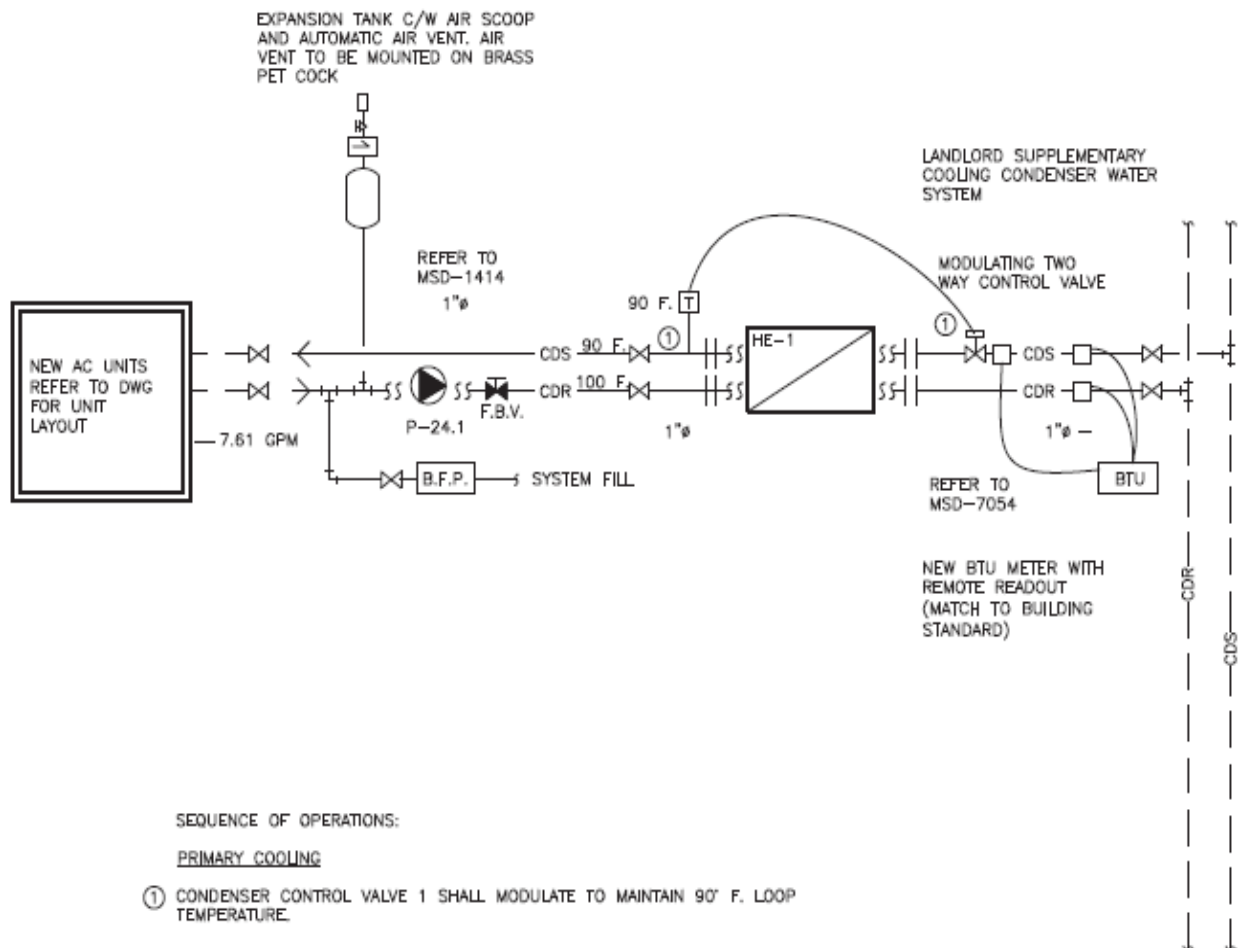 EXPANSION TANK C/W AIR SCOOP
AND AUTOMATIC AIR VENT. AIR
VENT TO BE MOUNTED ON BRASS
PET COCK
LANDLORD SUPPLEMENTARY
COOLING CONDENSER WATER
SYSTEM
REFER TO
MSD-1414
1"ø
MODULATING TWO
WAY CONTROL VALVE
90 F.
T
1
1
NEW AC UNITS
REFER TO DWG
FOR UNIT
LAYOUT
CDS
90 F.
HE-1
CDS
CDR
100 F.
CDR
P-24.1
F.B.V.
7.61 GPM
1"ø
1"ø
B.F.P.
SYSTEM FILL
REFER TO
MSD-7054
BTU
NEW BTU METER WITH
REMOTE READOUT
(MATCH TO BUILDING
STANDARD)
CDR
CDS
SEQUENCE OF OPERATIONS:
PRIMARY COOLING
1 CONDENSER CONTROL VALVE 1 SHALL MODULATE TO MAINTAIN 90° F. LOOP
TEMPERATURE.